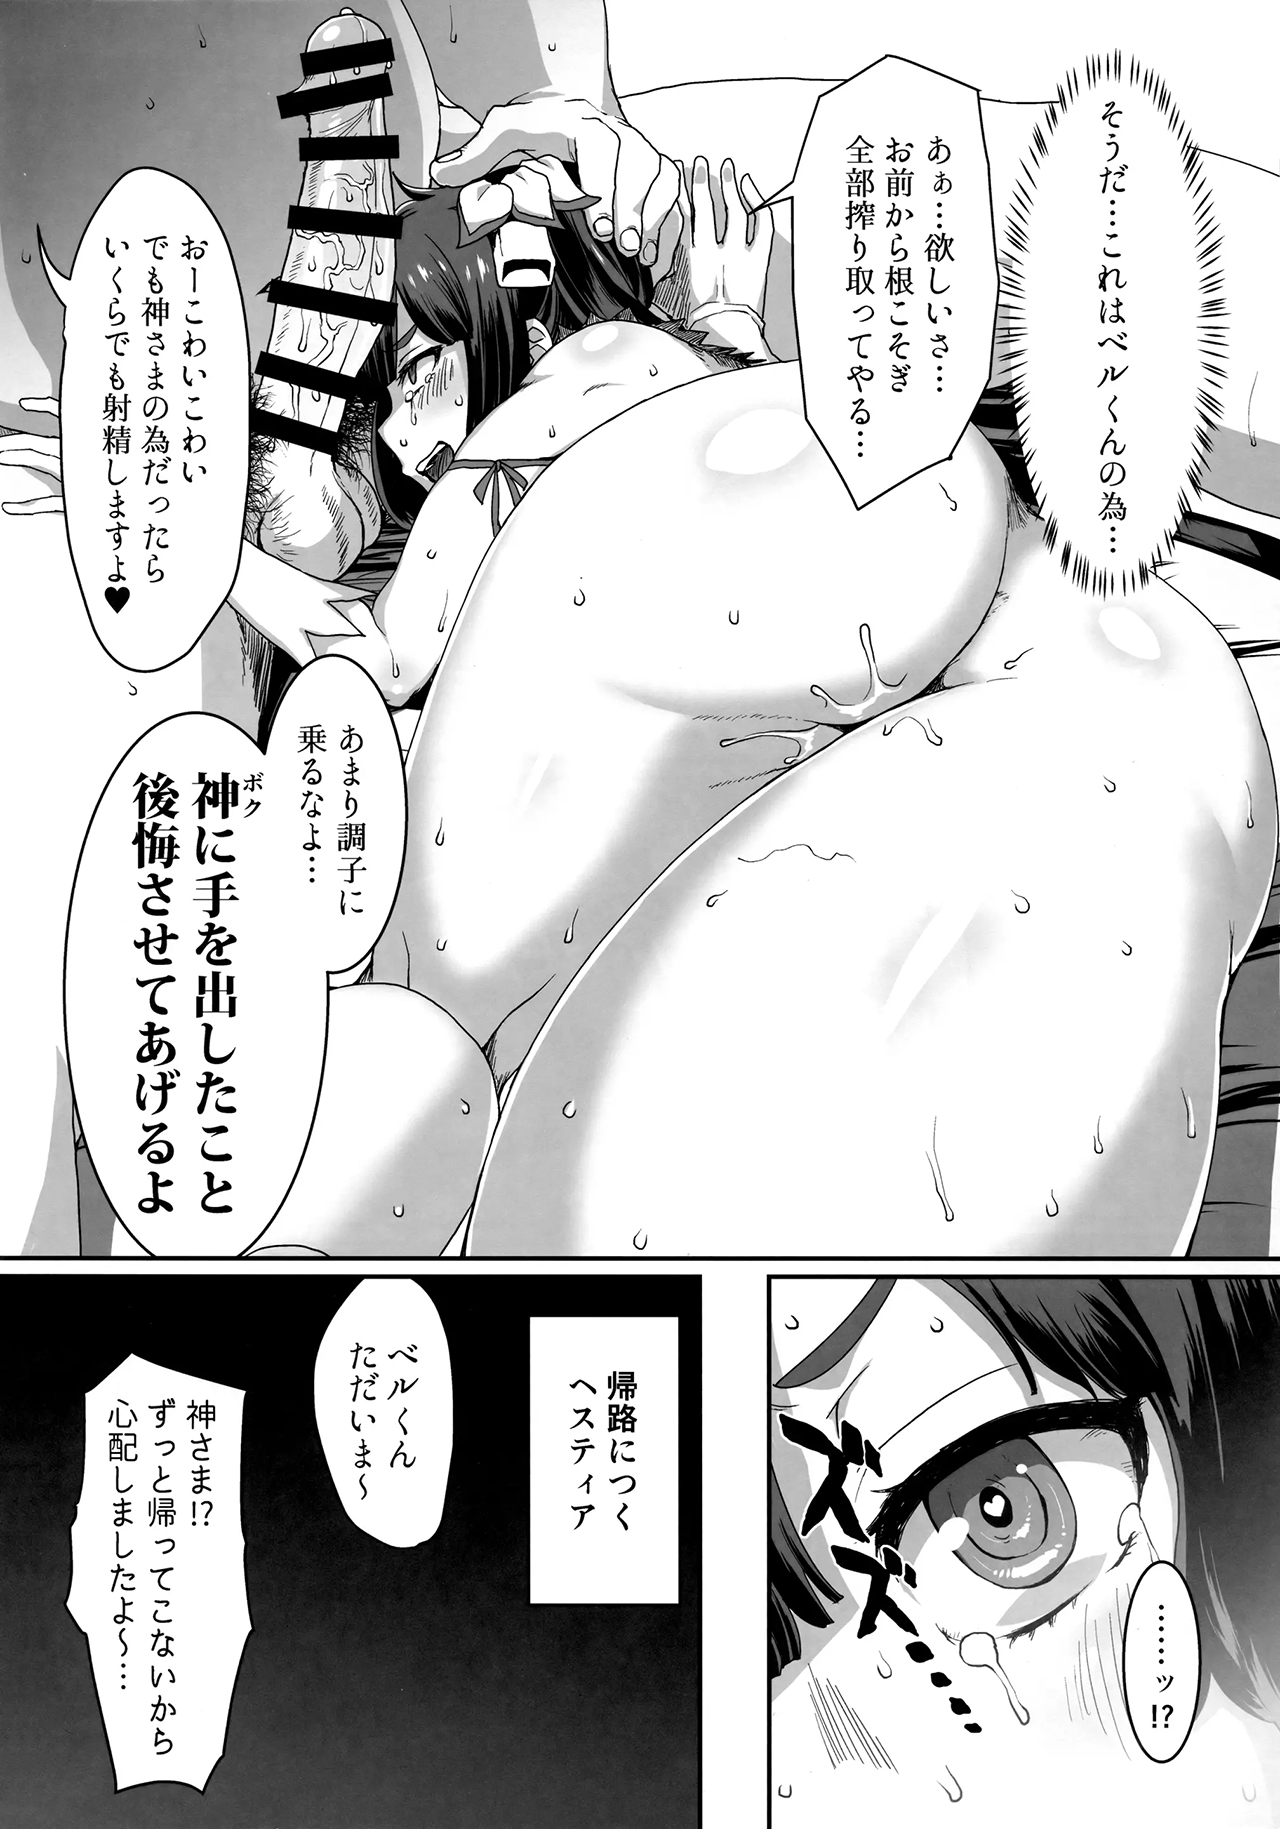 そうだ…これはベルくんの為…
あぁ…欲しいさ…
お前から根こそぎ
全部搾り取ってやる…
おーこわいこわい
でも神さまの為だったら
いくらでも射精しますよ♥
あまり調子に
乗るなよ…
神に手を出したこと
ボク
後悔させてあげるよ
……ッ!?
ズズ……
帰路につく
ヘスティア
ベルくん
ただいま～
神さま!?
ずっと帰ってこないから
心配しましたよ～…